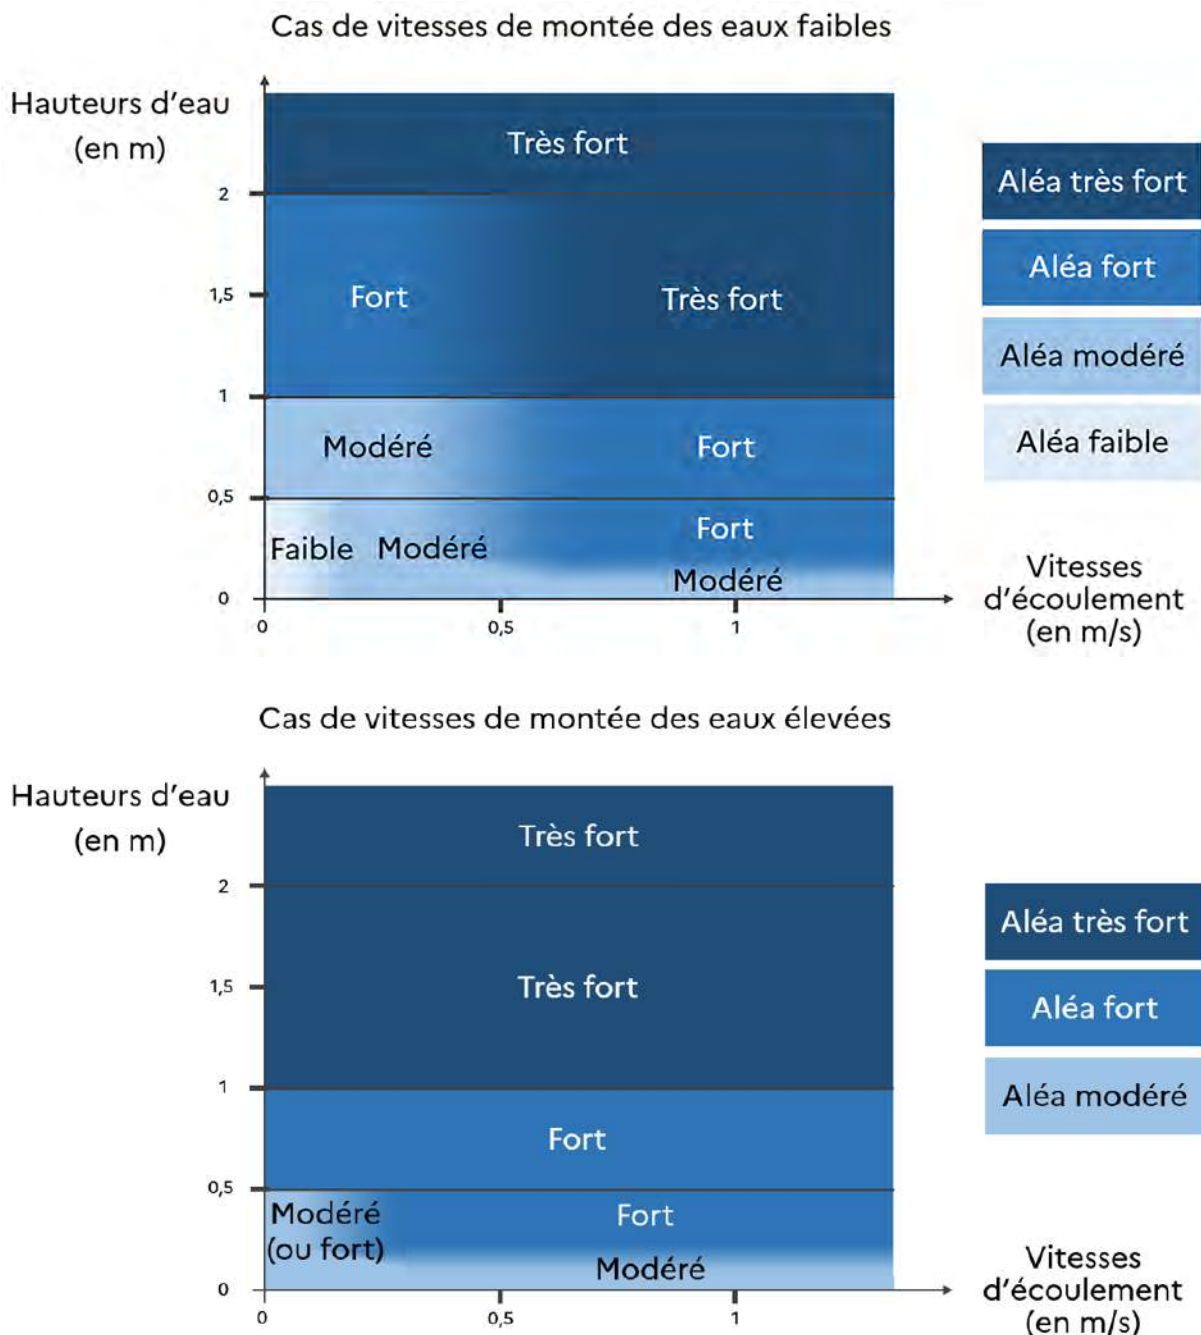 Cas de vitesses de montée des eaux faibles
Hauteurs d'eau
(en m)
Très fort
2
Fort
Très fort
1,5
1
Modéré
Fort
0,5
Fort
Faible
Modéré
Modéré
0
0
0,5
1
Aléa très fort
Aléa fort
Aléa modéré
Aléa faible
Vitesses
d'écoulement
(en m/s)
Cas de vitesses de montée des eaux élevées
Hauteurs d'eau
(en m)
Très fort
2
Très fort
1,5
1
Fort
0,5
Modéré
(ou fort)
Fort
Modéré
0
0
0,5
1
Aléa très fort
Aléa fort
Aléa modéré
Vitesses
d'écoulement
(en m/s)